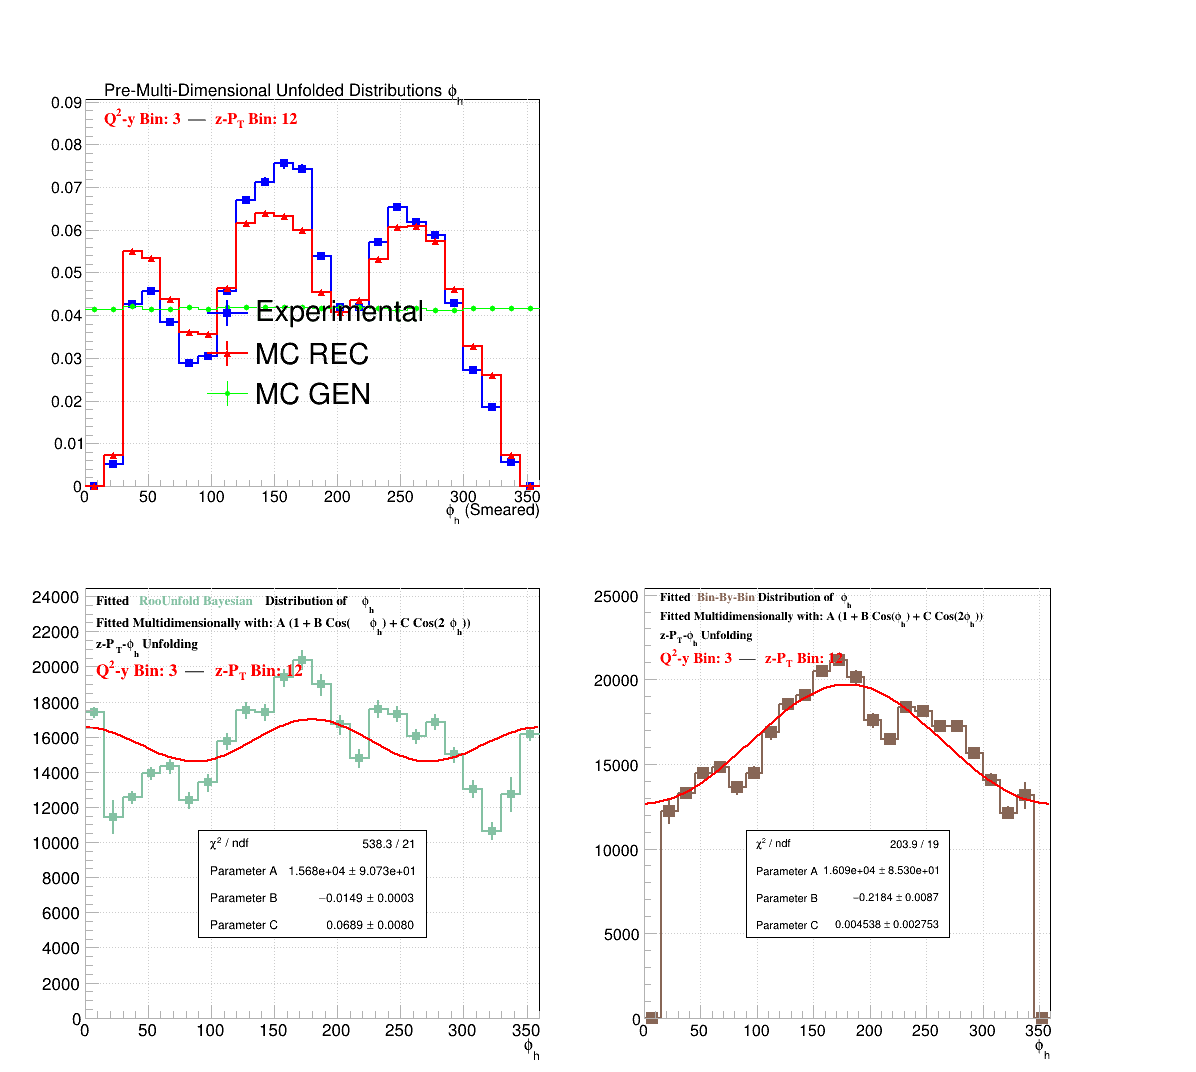 Pre-Multi-Dimensional Unfolded Distributions ϕh
Q2-y Bin: 3 — z-PT Bin: 12
0.09
0.08
0.07
0.06
0.05
0.04
0.03
0.02
0.01
0
Experimental
MC REC
MC GEN
0 50 100 150 200 250 300 350
ϕh (Smeared)
Fitted RooUnfold Bayesian Distribution of ϕh
Fitted Multidimensionally with: A (1 + B Cos( ϕh) + C Cos(2 ϕh))
z-PT-ϕh Unfolding
Q2-y Bin: 3 — z-PT Bin: 12
24000
22000
20000
18000
16000
14000
12000
10000
8000
6000
4000
2000
0
χ2 / ndf 538.3 / 21
Parameter A 1.568e+04 ± 9.073e+01
Parameter B −0.0149 ± 0.0003
Parameter C 0.0689 ± 0.0080
0 50 100 150 200 250 300 350
ϕh
Fitted Bin-By-Bin Distribution of ϕh
Fitted Multidimensionally with: A (1 + B Cos(ϕh) + C Cos(2ϕh))
z-PT-ϕh Unfolding
Q2-y Bin: 3 — z-PT Bin: 12
25000
20000
15000
10000
5000
0
χ2 / ndf 203.9 / 19
Parameter A 1.609e+04 ± 8.530e+01
Parameter B −0.2184 ± 0.0087
Parameter C 0.004538 ± 0.002753
0 50 100 150 200 250 300 350
ϕh